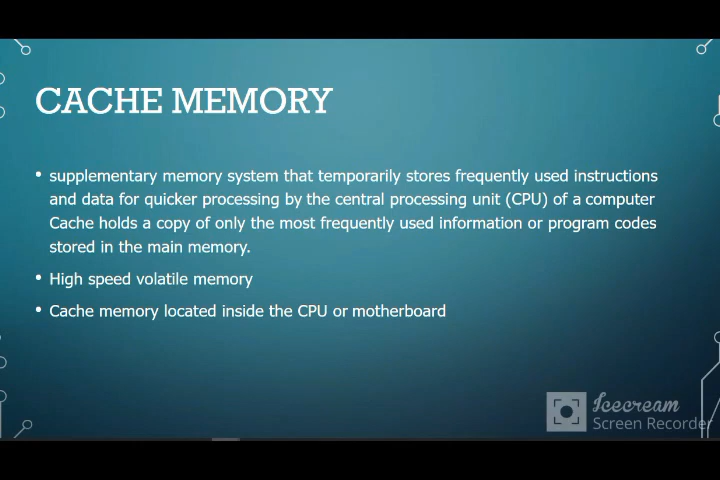 CACHE MEMORY
• supplementary memory system that temporarily stores frequently used instructions
and data for quicker processing by the central processing unit (CPU) of a computer
Cache holds a copy of only the most frequently used information or program codes
stored in the main memory.
• High speed volatile memory
• Cache memory located inside the CPU or motherboard
Icecream
Screen Recorder